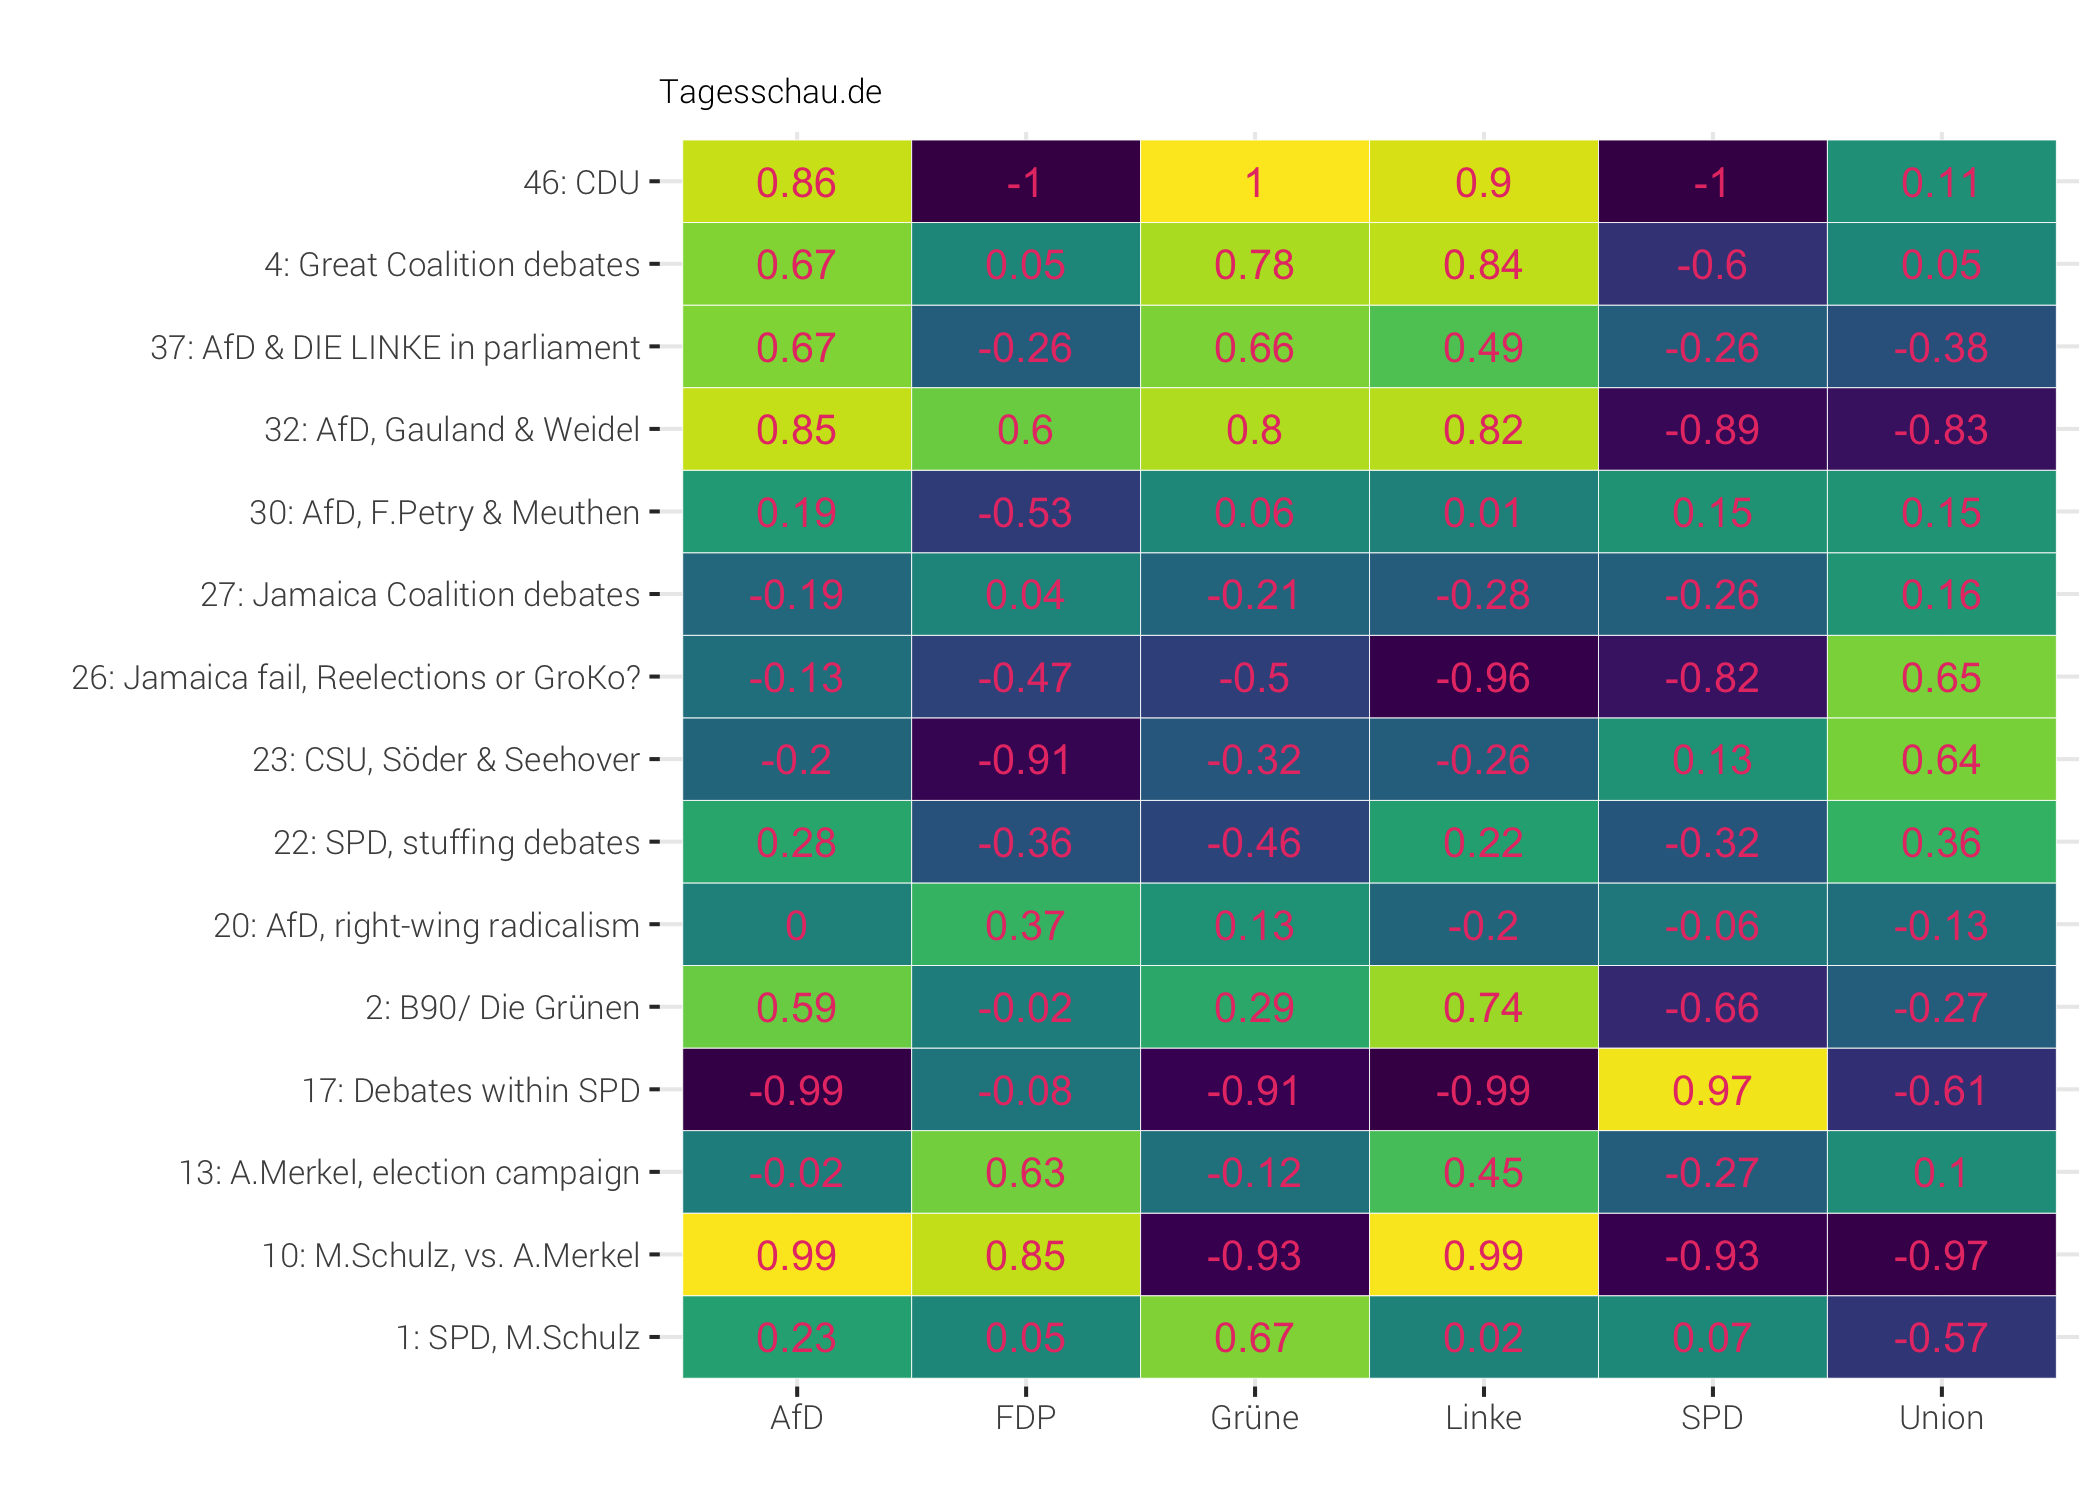 Tagesschau.de
46: CDU 0.86 -1 1 0.9 -1 0.11
4: Great Coalition debates 0.67 0.05 0.78 0.84 -0.6 0.05
37: AfD & DIE LINKE in parliament 0.67 -0.26 0.66 0.49 -0.26 -0.38
32: AfD, Gauland & Weidel 0.85 0.6 0.8 0.82 -0.89 -0.83
30: AfD, F.Petry & Meuthen 0.19 -0.53 0.06 0.01 0.15 0.15
27: Jamaica Coalition debates -0.19 0.04 -0.21 -0.28 -0.26 0.16
26: Jamaica fail, Reelections or GroKo? -0.13 -0.47 -0.5 -0.96 -0.82 0.65
23: CSU, Söder & Seehover -0.2 -0.91 -0.32 -0.26 0.13 0.64
22: SPD, stuffing debates 0.28 -0.36 -0.46 0.22 -0.32 0.36
20: AfD, right-wing radicalism 0 0.37 0.13 -0.2 -0.06 -0.13
2: B90/ Die Grünen 0.59 -0.02 0.29 0.74 -0.66 -0.27
17: Debates within SPD -0.99 -0.08 -0.91 -0.99 0.97 -0.61
13: A.Merkel, election campaign -0.02 0.63 -0.12 0.45 -0.27 0.1
10: M.Schulz, vs. A.Merkel 0.99 0.85 -0.93 0.99 -0.93 -0.97
1: SPD, M.Schulz 0.23 0.05 0.67 0.02 0.07 -0.57
AfD FDP Grüne Linke SPD Union